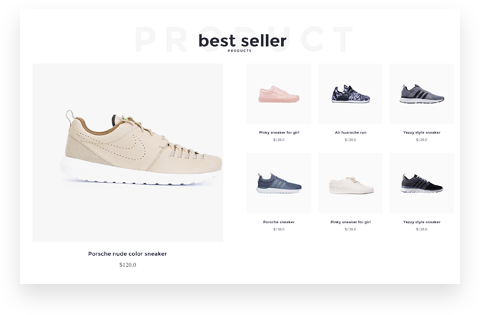 PRODUCT
best seller
PRODUCTS
Pinky sneaker for girl
$120.0
Air huarache run
$120.0
Yeezy style sneaker
$120.0
Porsche sneaker
$120.0
Pinky sneaker for girl
$120.0
Yeezy style sneaker
$120.0
Porsche nude color sneaker
$120.0